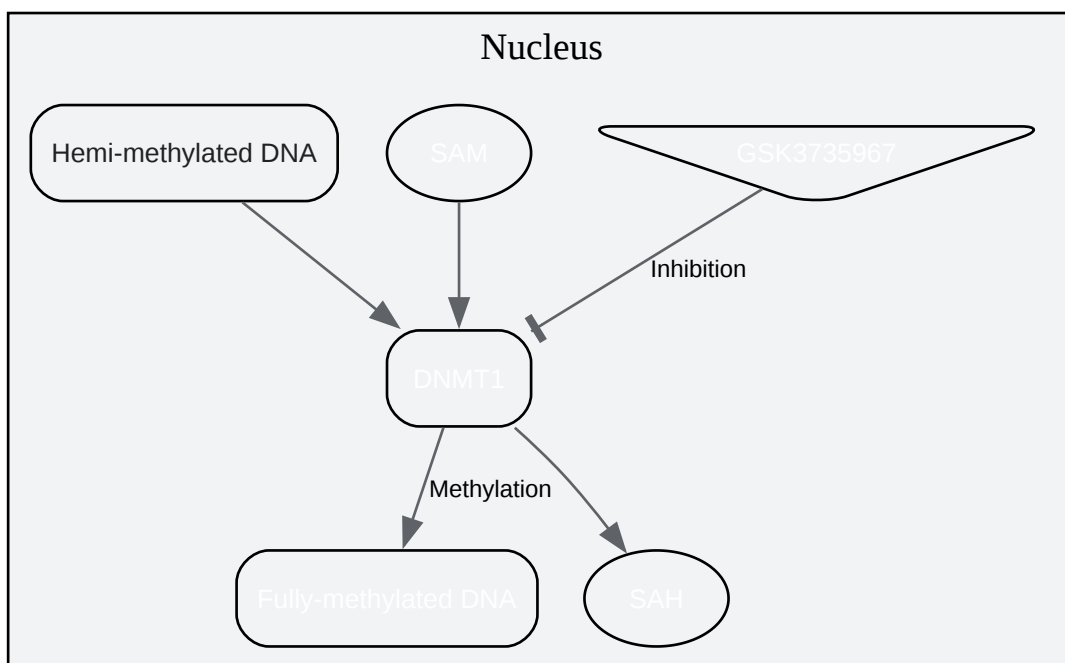 Nucleus
Hemi-methylated DNA
SAM
GSK3735967
Inhibition
DNMT1
Methylation
Fully-methylated DNA
SAH